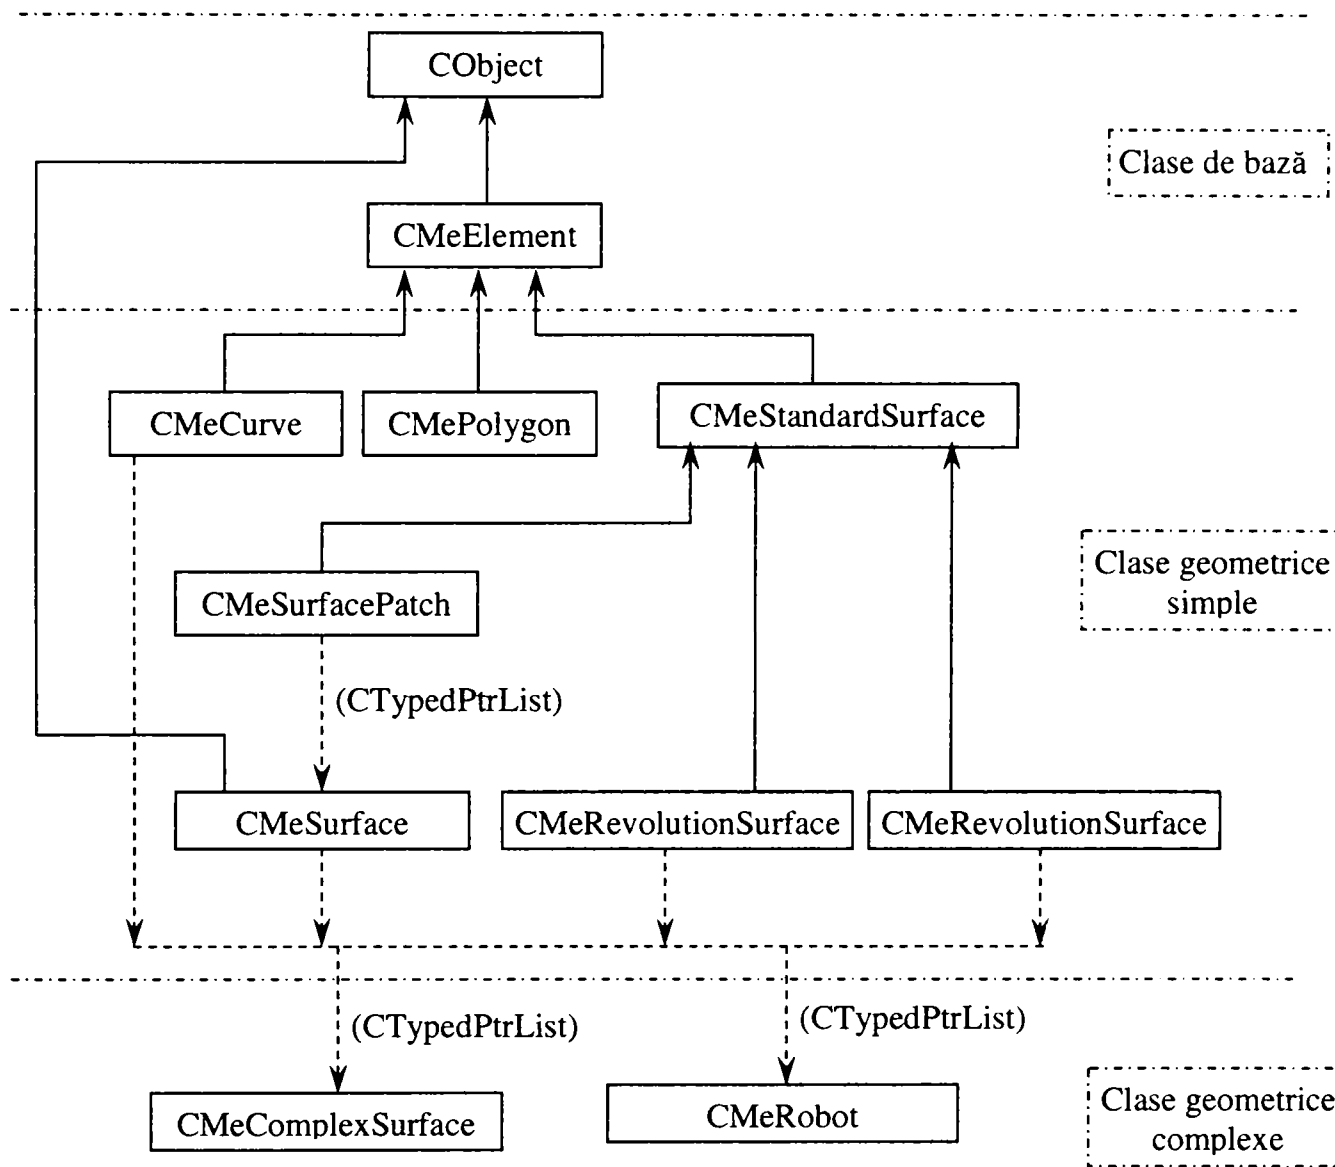 CObject
Clase de bază
CMeElement
CMeCurve
CMePolygon
CMeStandardSurface
Clase geometrice
simple
CMeSurfacePatch
(CTypedPtrList)
CMeSurface
CMeRevolutionSurface
CMeRevolutionSurface
(CTypedPtrList)
(CTypedPtrList)
CMeComplexSurface
CMeRobot
Clase geometrice
complexe